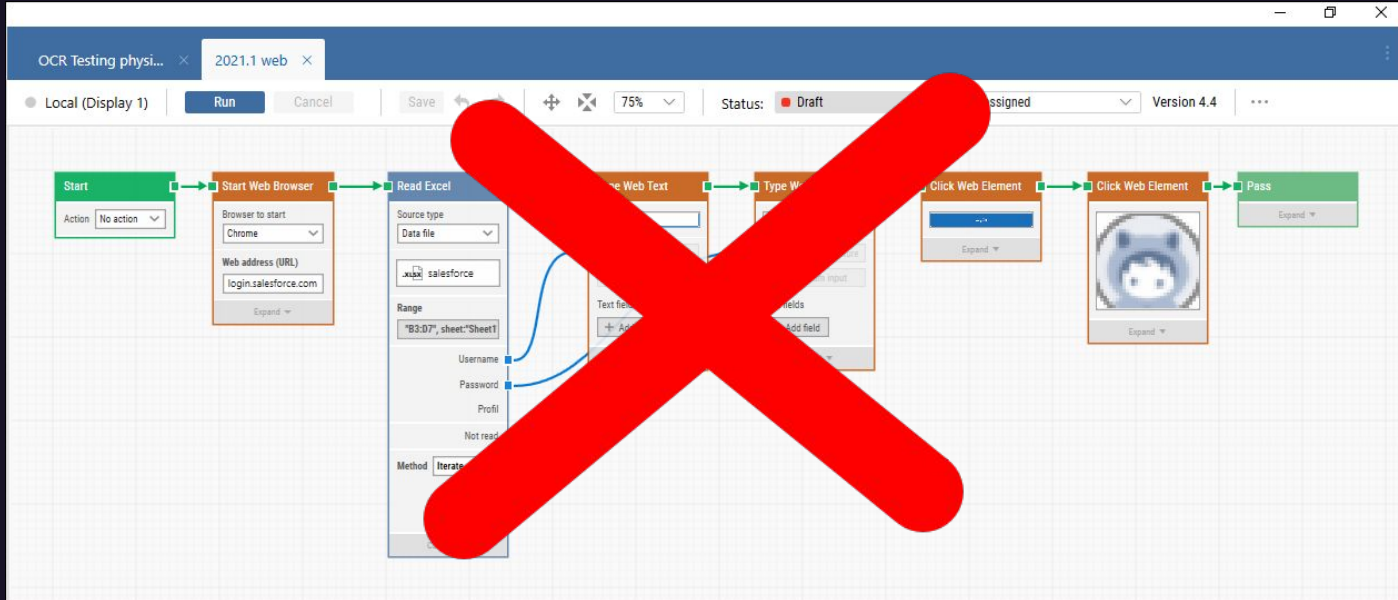 OCR Testing physi...
2021.1 web
Local (Display 1)
Run
Cancel
Save
75%
Status:
Draft
Version 4.4
Start
Action
No action
Start Web Browser
Browser to start
Chrome
Web address (URL)
login.salesforce.com
Expand
Read Excel
Source type
Data file
.XLSX
salesforce
Range
"B3:D7", sheet:"Sheet1
Username
Password
Profil
Not read
Method
Iterate
Web Text
Text
Type
Add field
Click Web Element
Expand
Click Web Element
Expand
Pass
Expand